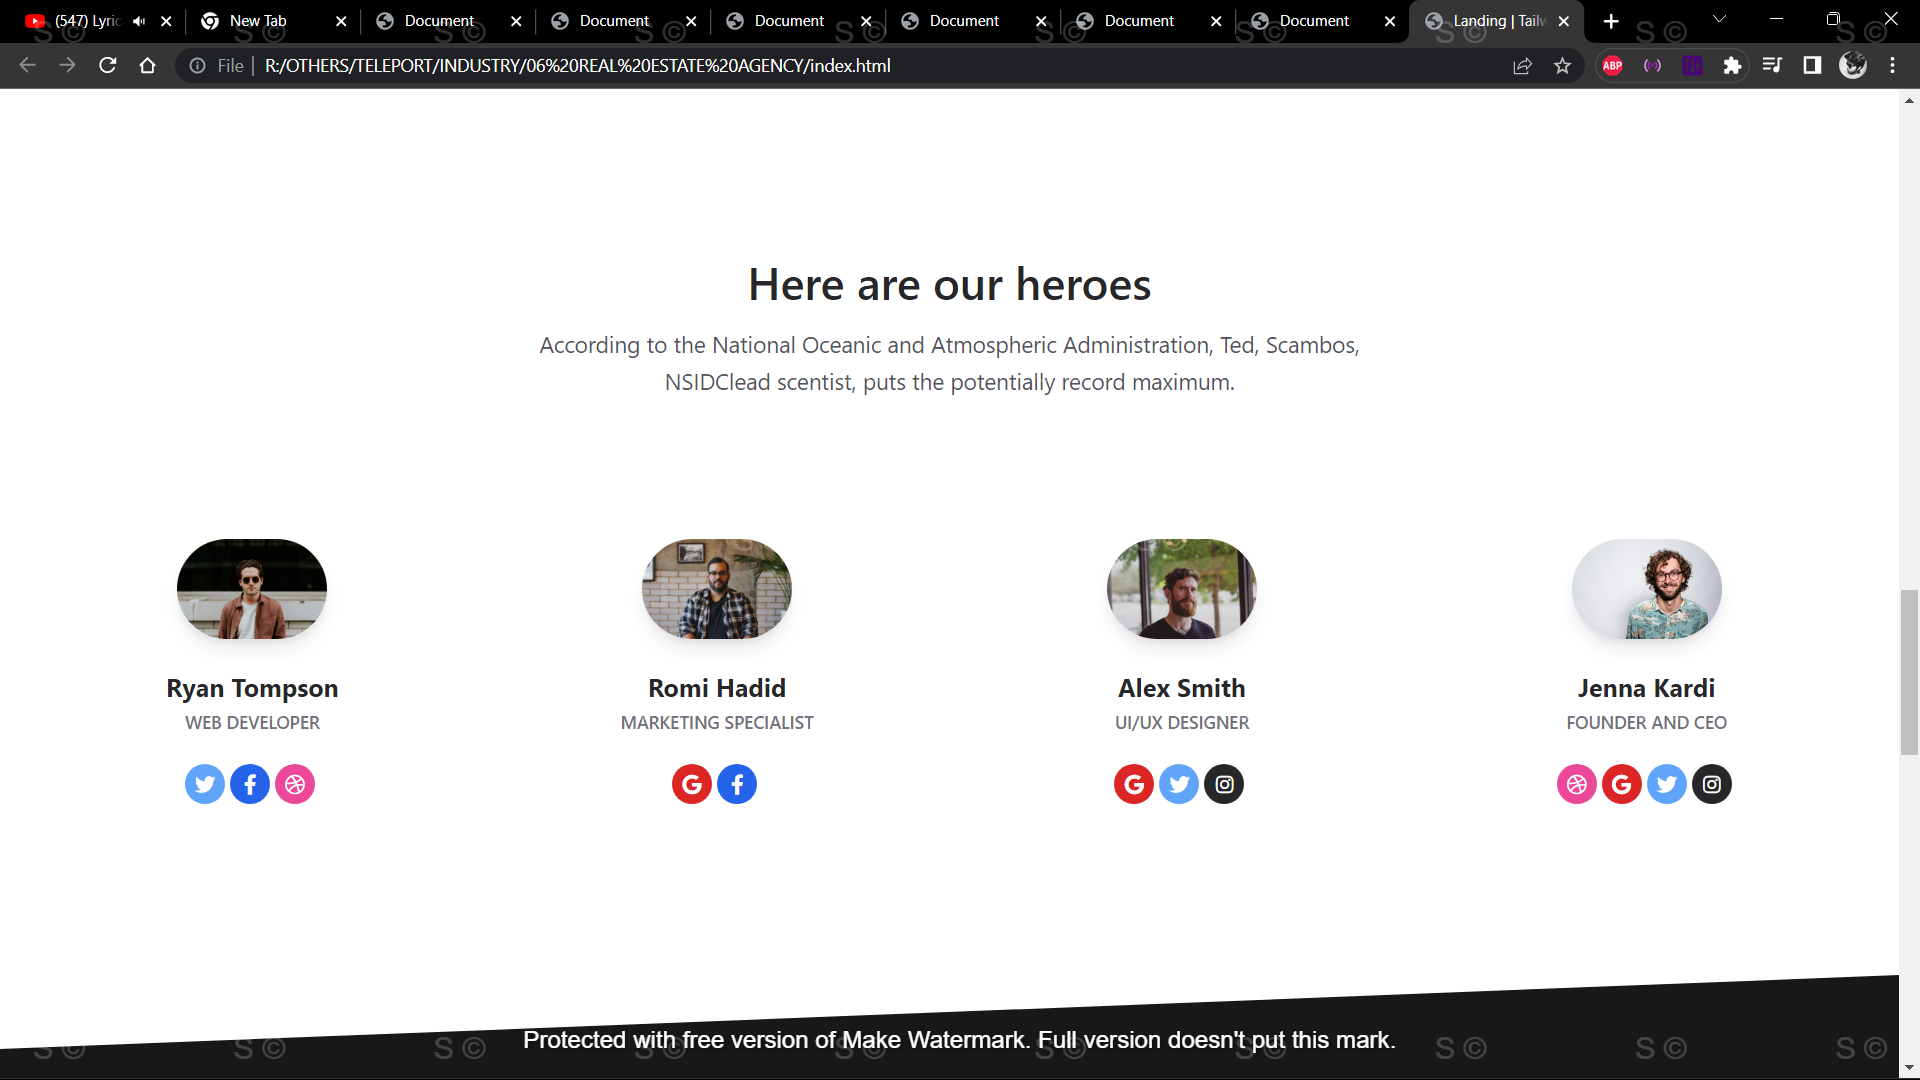 (547) Lyric
New Tab
Document
Document
Document
Document
Document
Document
Landing | Tailw
File
R:/OTHERS/TELEPORT/INDUSTRY/06%20REAL%20ESTATE%20AGENCY/index.html
ABP
Here are our heroes
According to the National Oceanic and Atmospheric Administration, Ted, Scambos,
NSIDClead scentist, puts the potentially record maximum.
Ryan Tompson
WEB DEVELOPER
Romi Hadid
MARKETING SPECIALIST
Alex Smith
UI/UX DESIGNER
Jenna Kardi
FOUNDER AND CEO
Protected with free version of Make Watermark. Full version doesn't put this mark.
S © S © S © S © S © S © S © S © S © S ©